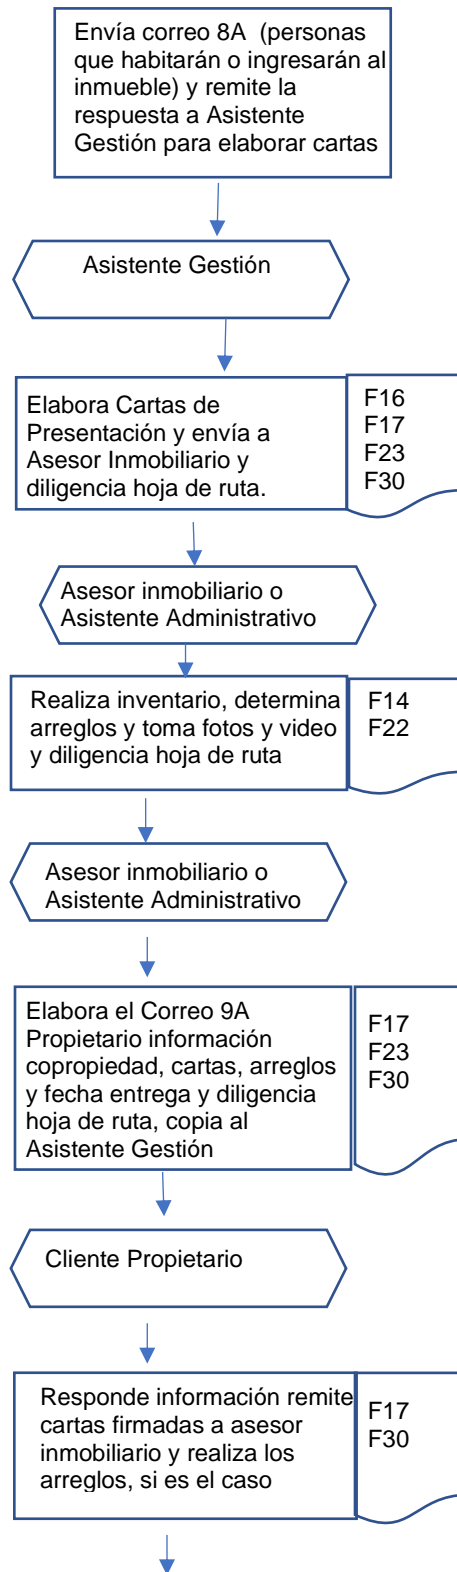 Envía correo 8A  (personas
que habitarán o ingresarán al
inmueble) y remite la
respuesta a Asistente
Gestión para elaborar cartas
Asistente Gestión
Elabora Cartas de
Presentación y envía a
Asesor Inmobiliario y
diligencia hoja de ruta.
F16
F17
F23
F30
Asesor inmobiliario o
Asistente Administrativo
Realiza inventario, determina
arreglos y toma fotos y video
y diligencia hoja de ruta
F14
F22
Asesor inmobiliario o
Asistente Administrativo
Elabora el Correo 9A
Propietario información
copropiedad, cartas, arreglos
y fecha entrega y diligencia
hoja de ruta, copia al
Asistente Gestión
F17
F23
F30
Cliente Propietario
Responde información remite
cartas firmadas a asesor
inmobiliario y realiza los
arreglos, si es el caso
F17
F30